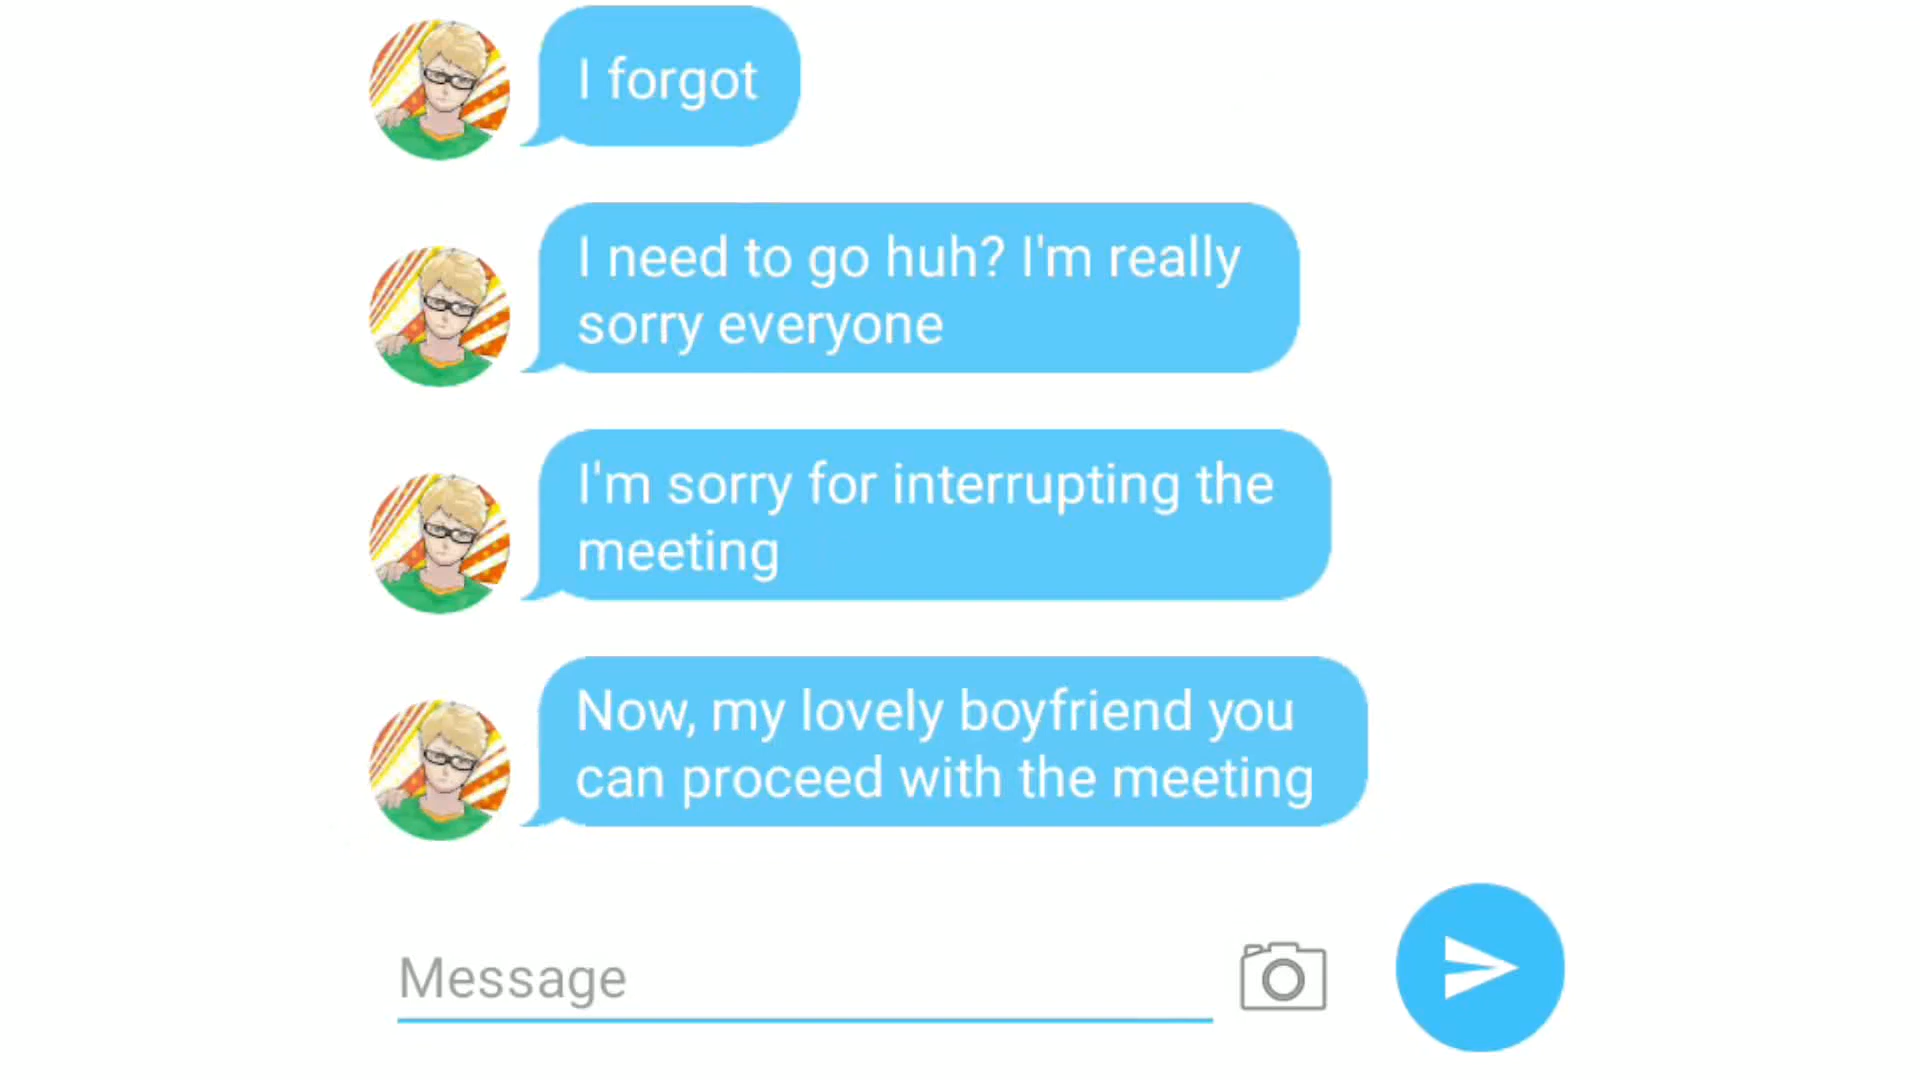 I forgot
I need to go huh? I'm really
sorry everyone
I'm sorry for interrupting the
meeting
Now, my lovely boyfriend you
can proceed with the meeting
Message